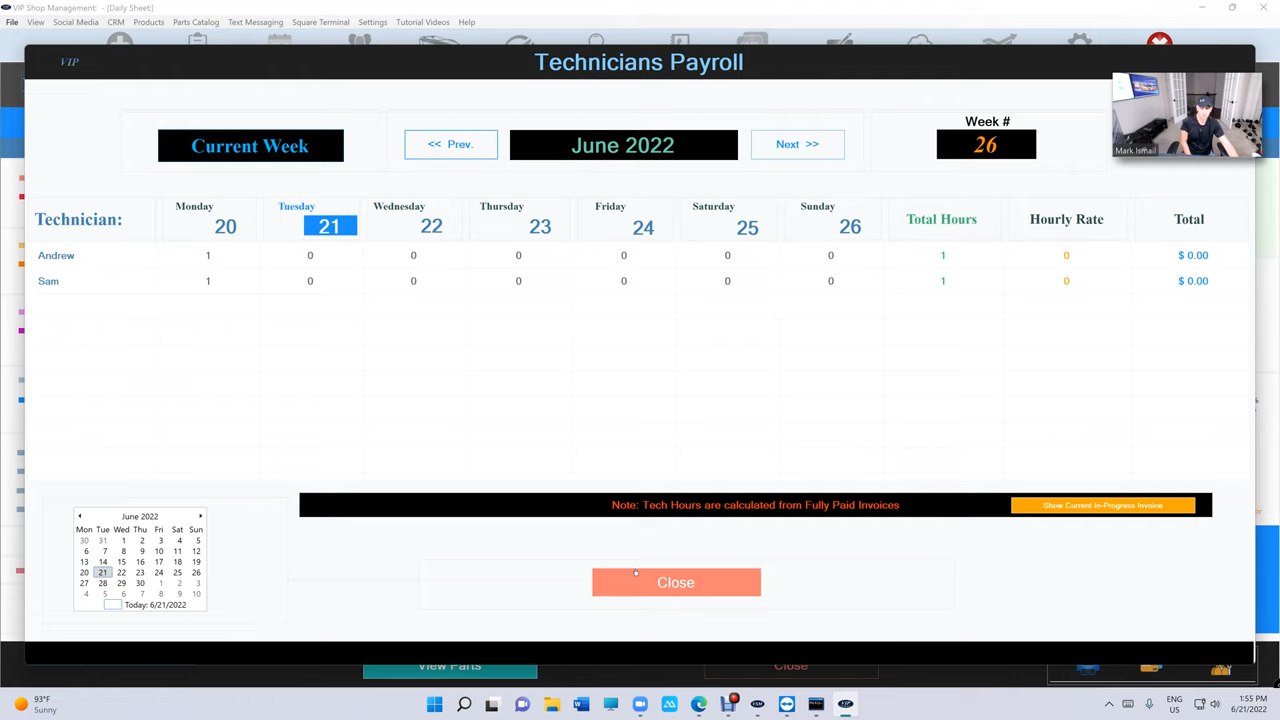 VIP Shop Management: - [Daily Sheet:]
File View Social Media CRM Products Parts Catalog Text Messaging Square Terminal Settings Tutorial Videos Help
VIP
Technicians Payroll
Mark Ismail
Current Week
<< Prev.
June 2022
Next >>
Week #
26
Technician:
Monday 20
Tuesday 21
Wednesday 22
Thursday 23
Friday 24
Saturday 25
Sunday 26
Total Hours
Hourly Rate
Total
Andrew 1 0 0 0 0 0 0 1 0 $ 0.00
Sam 1 0 0 0 0 0 0 1 0 $ 0.00
Note: Tech Hours are calculated from Fully Paid Invoices
Show Current In-Progress Invoice
June 2022
Mon Tue Wed Thu Fri Sat Sun
30 31 1 2 3 4 5
6 7 8 9 10 11 12
13 14 15 16 17 18 19
20 21 22 23 24 25 26
27 28 29 30 1 2 3
4 5 6 7 8 9 10
Today: 6/21/2022
Close
View Parts
Close
93°F
Sunny
VSM
VIP
ENG
US
1:55 PM
6/21/2022